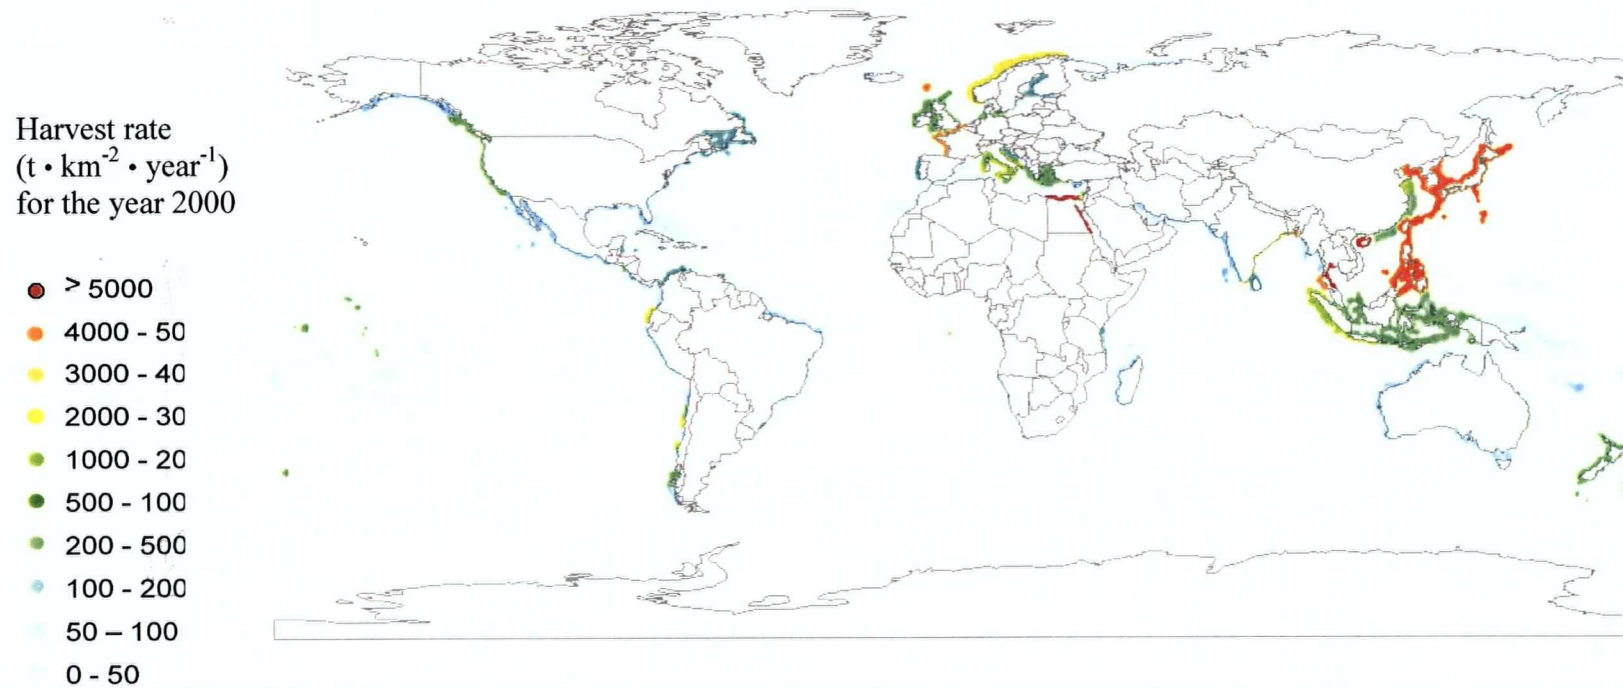 Harvest rate
(t • km⁻² • year⁻¹)
for the year 2000
> 5000
4000 - 50
3000 - 40
2000 - 30
1000 - 20
500 - 100
200 - 500
100 - 200
50 – 100
0 - 50